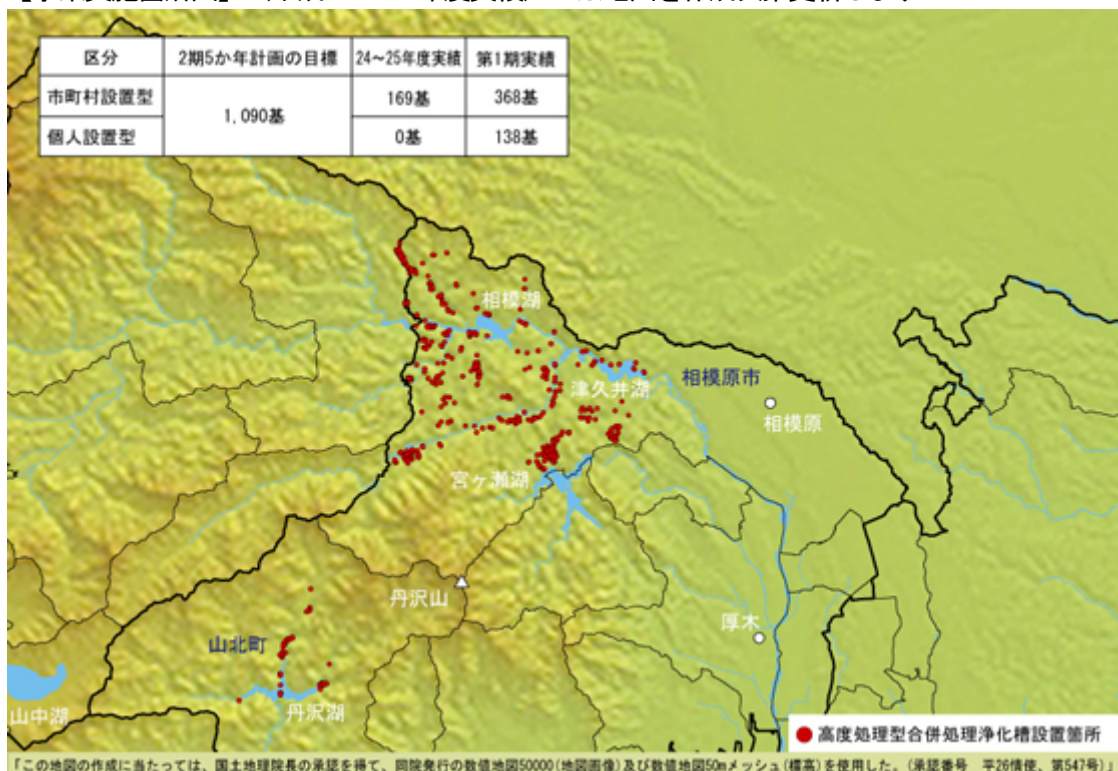 区分 2期5か年計画の目標 24～25年度実績 第1期実績
市町村設置型 1,090基 169基 368基
個人設置型 0基 138基
相模湖
津久井湖
相模原市
相模原
宮ヶ瀬湖
丹沢山
厚木
山北町
丹沢湖
山中湖
高度処理型合併処理浄化槽設置箇所
「この地図の作成に当たっては、国土地理院長の承認を得て、同院発行の数値地図50000(地図画像)及び数値地図50mメッシュ(標高)を使用した。(承認番号 平26情使、第547号)」